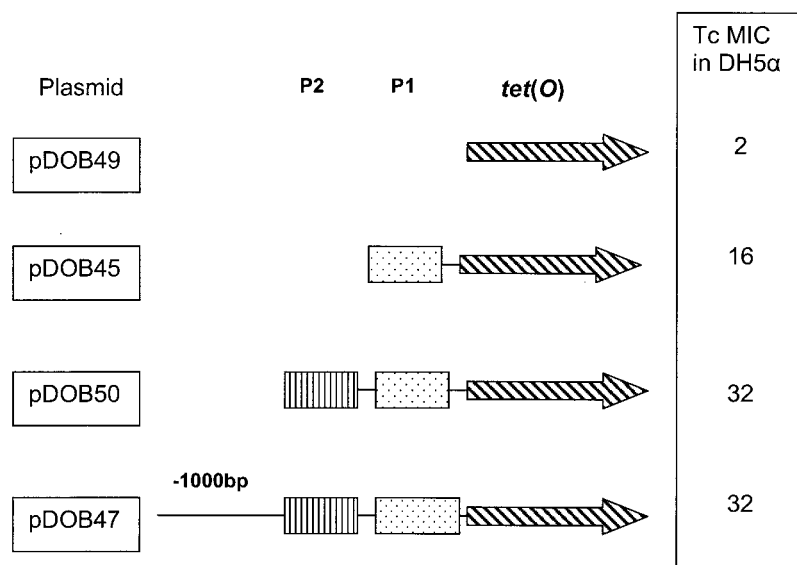 Tc MIC
in DH5α
Plasmid P2 P1 tet(O)
pDOB49 2
pDOB45 16
pDOB50 32
-1000bp
pDOB47 32